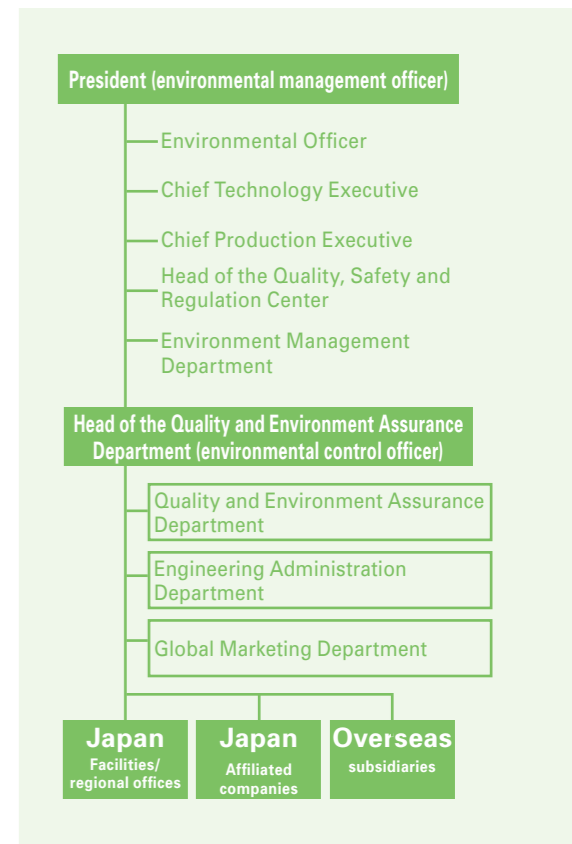 President (environmental management officer)
Environmental Officer
Chief Technology Executive
Chief Production Executive
Head of the Quality, Safety and
Regulation Center
Environment Management
Department
Head of the Quality and Environment Assurance
Department (environmental control officer)
Quality and Environment Assurance
Department
Engineering Administration
Department
Global Marketing Department
Japan
Facilities/
regional offices
Japan
Affiliated
companies
Overseas
subsidiaries